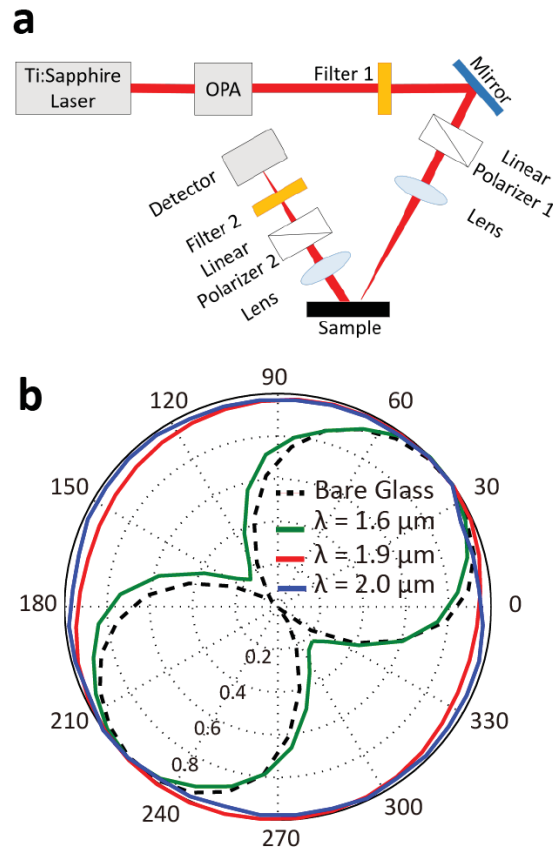 a
Ti:Sapphire
Laser
OPA
Filter 1
Mirror
Linear
Polarizer 1
Lens
Detector
Filter 2
Linear
Polarizer 2
Lens
Sample
b
90
120
60
150
30
Bare Glass
λ = 1.6 µm
λ = 1.9 µm
λ = 2.0 µm
180
0
0.2
0.4
0.6
0.8
210
330
240
300
270